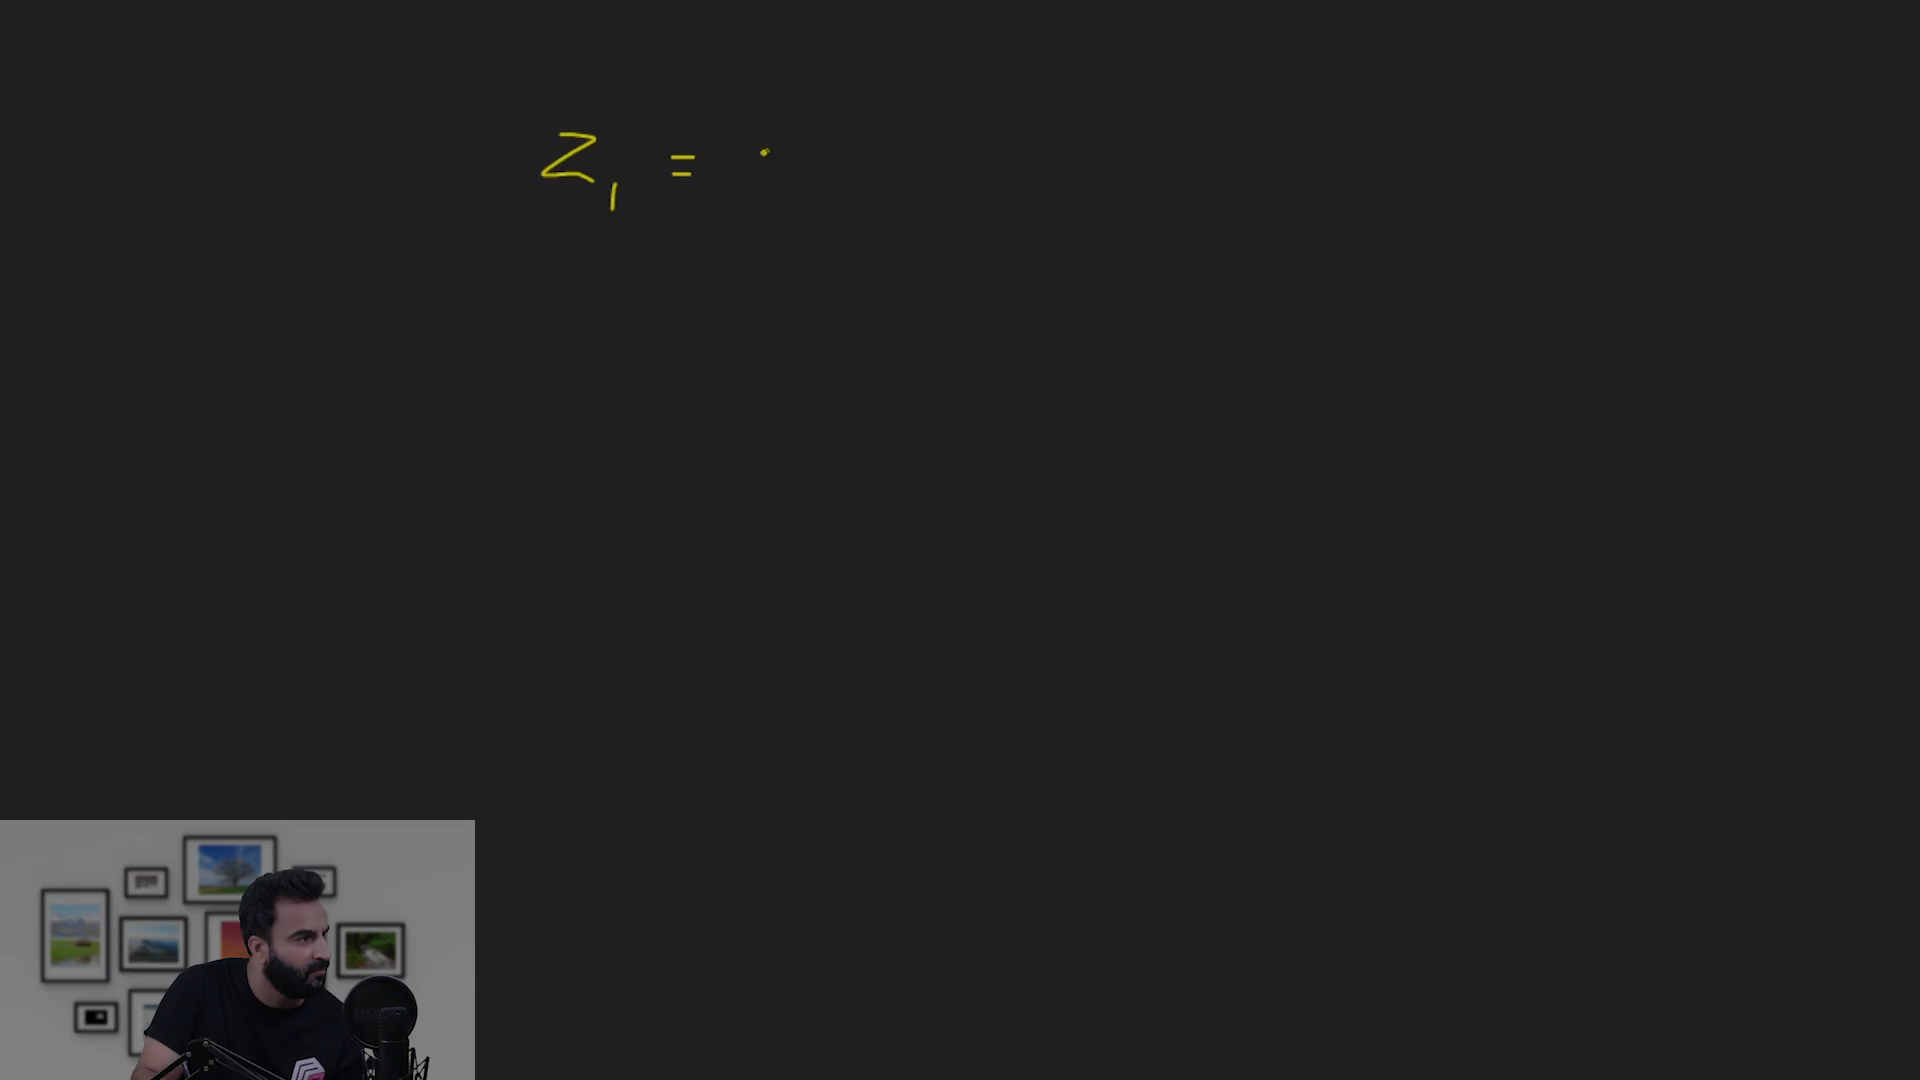 Z₁ =